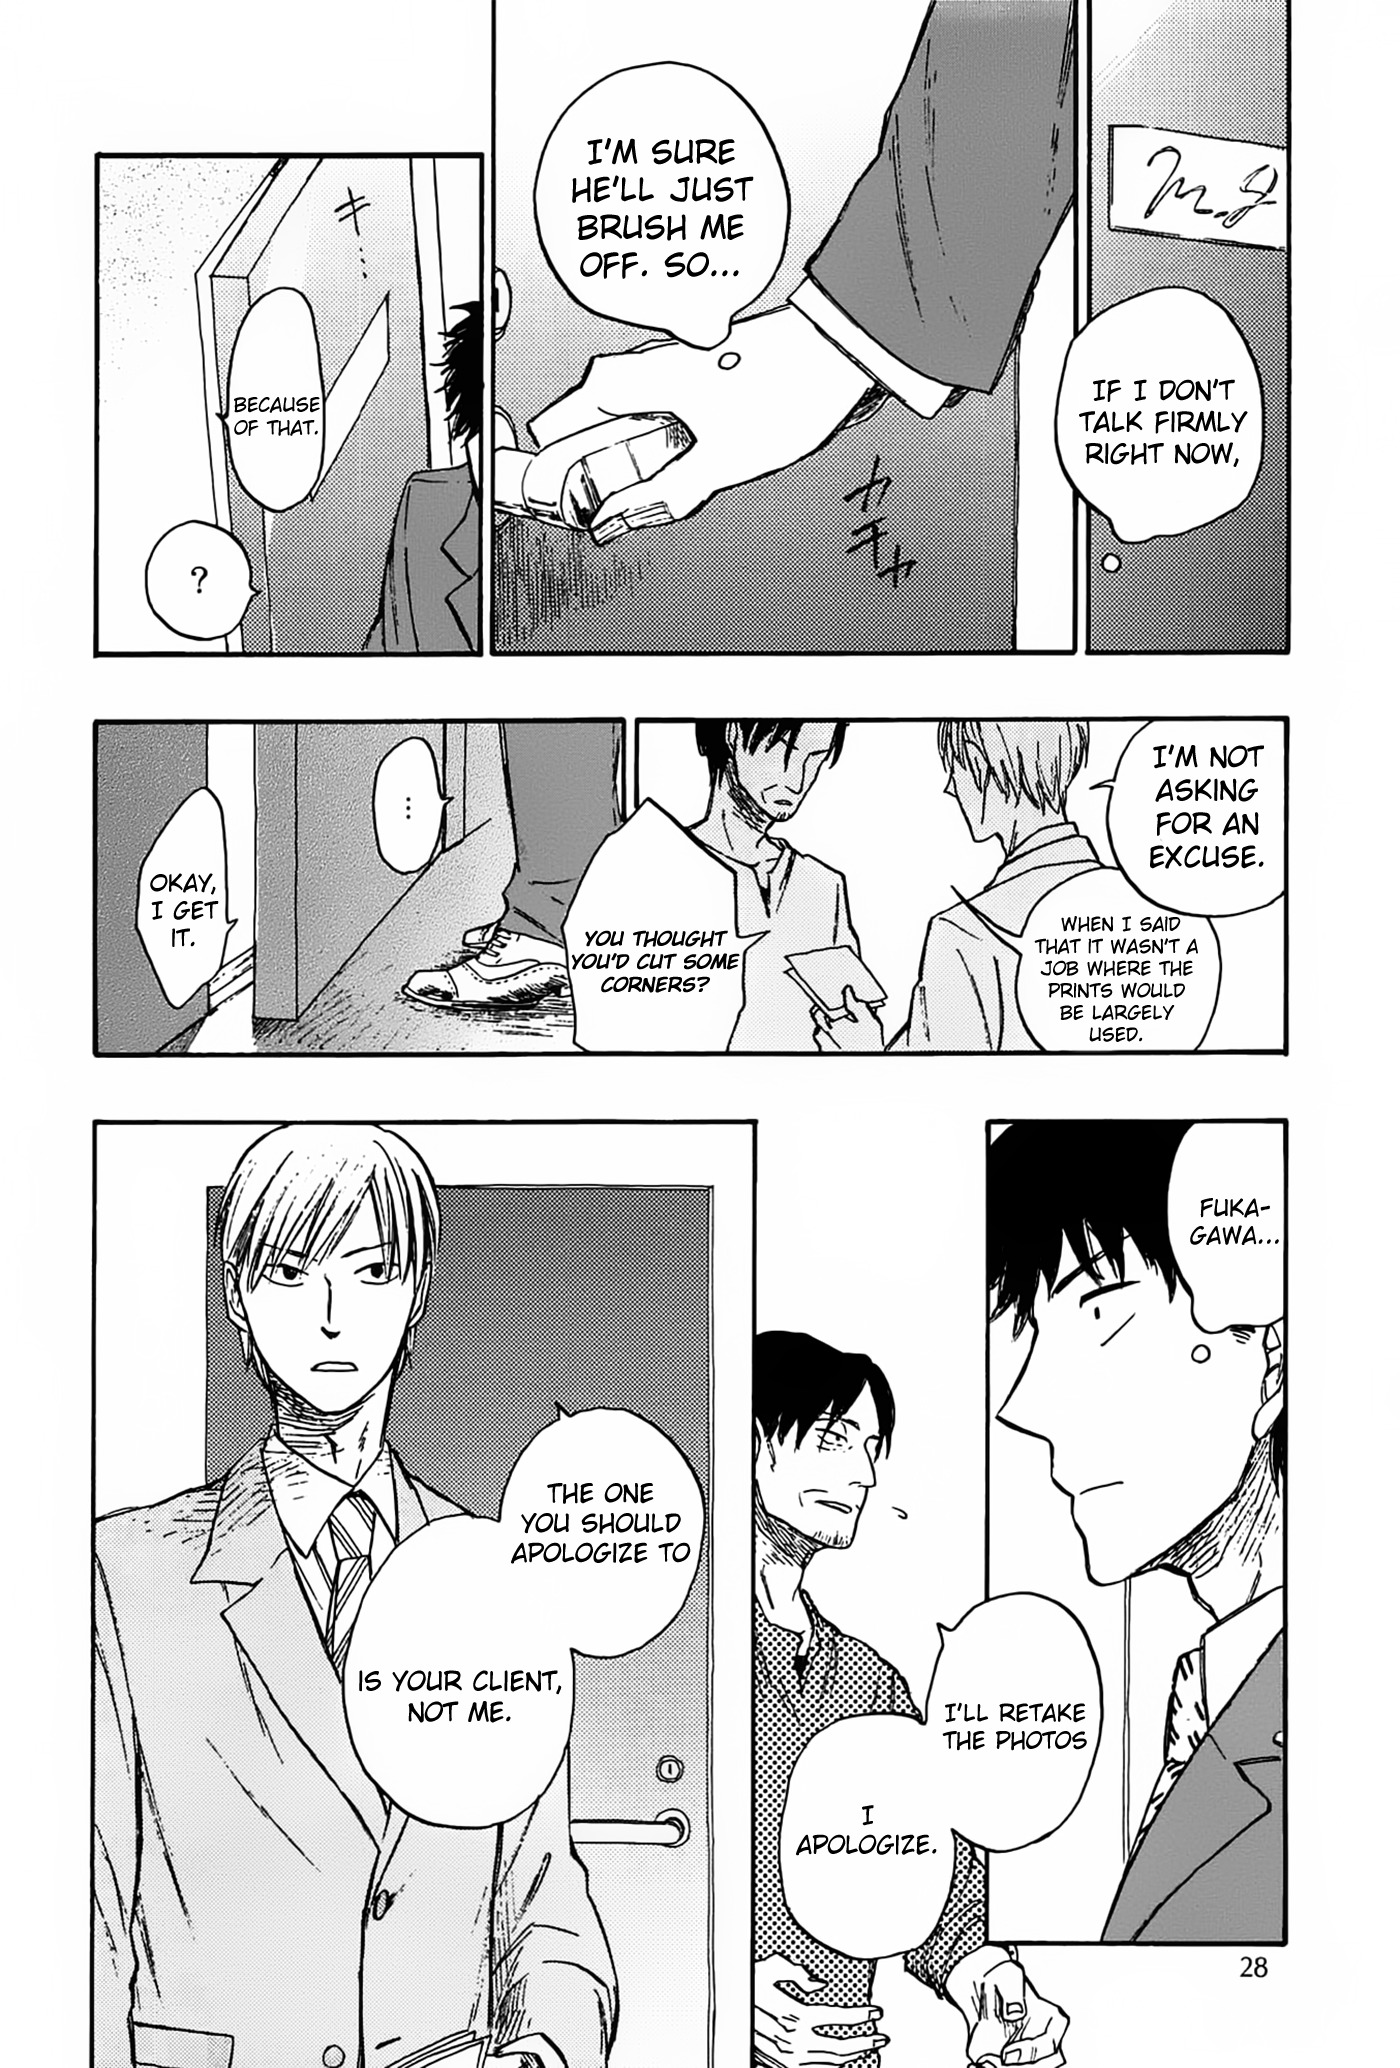 M.J
IF I DON'T
TALK FIRMLY
RIGHT NOW,
I'M SURE
HE'LL JUST
BRUSH ME
OFF. SO...
ガチャ
キ...
BECAUSE
OF THAT.
?
I'M NOT
ASKING
FOR AN
EXCUSE.
WHEN I SAID
THAT IT WASN'T A
JOB WHERE THE
PRINTS WOULD
BE LARGELY
USED.
YOU THOUGHT
YOU'D CUT SOME
CORNERS?
...
OKAY,
I GET
IT.
FUKA-
GAWA...
I'LL RETAKE
THE PHOTOS
I
APOLOGIZE.
THE ONE
YOU SHOULD
APOLOGIZE TO
IS YOUR CLIENT,
NOT ME.
28